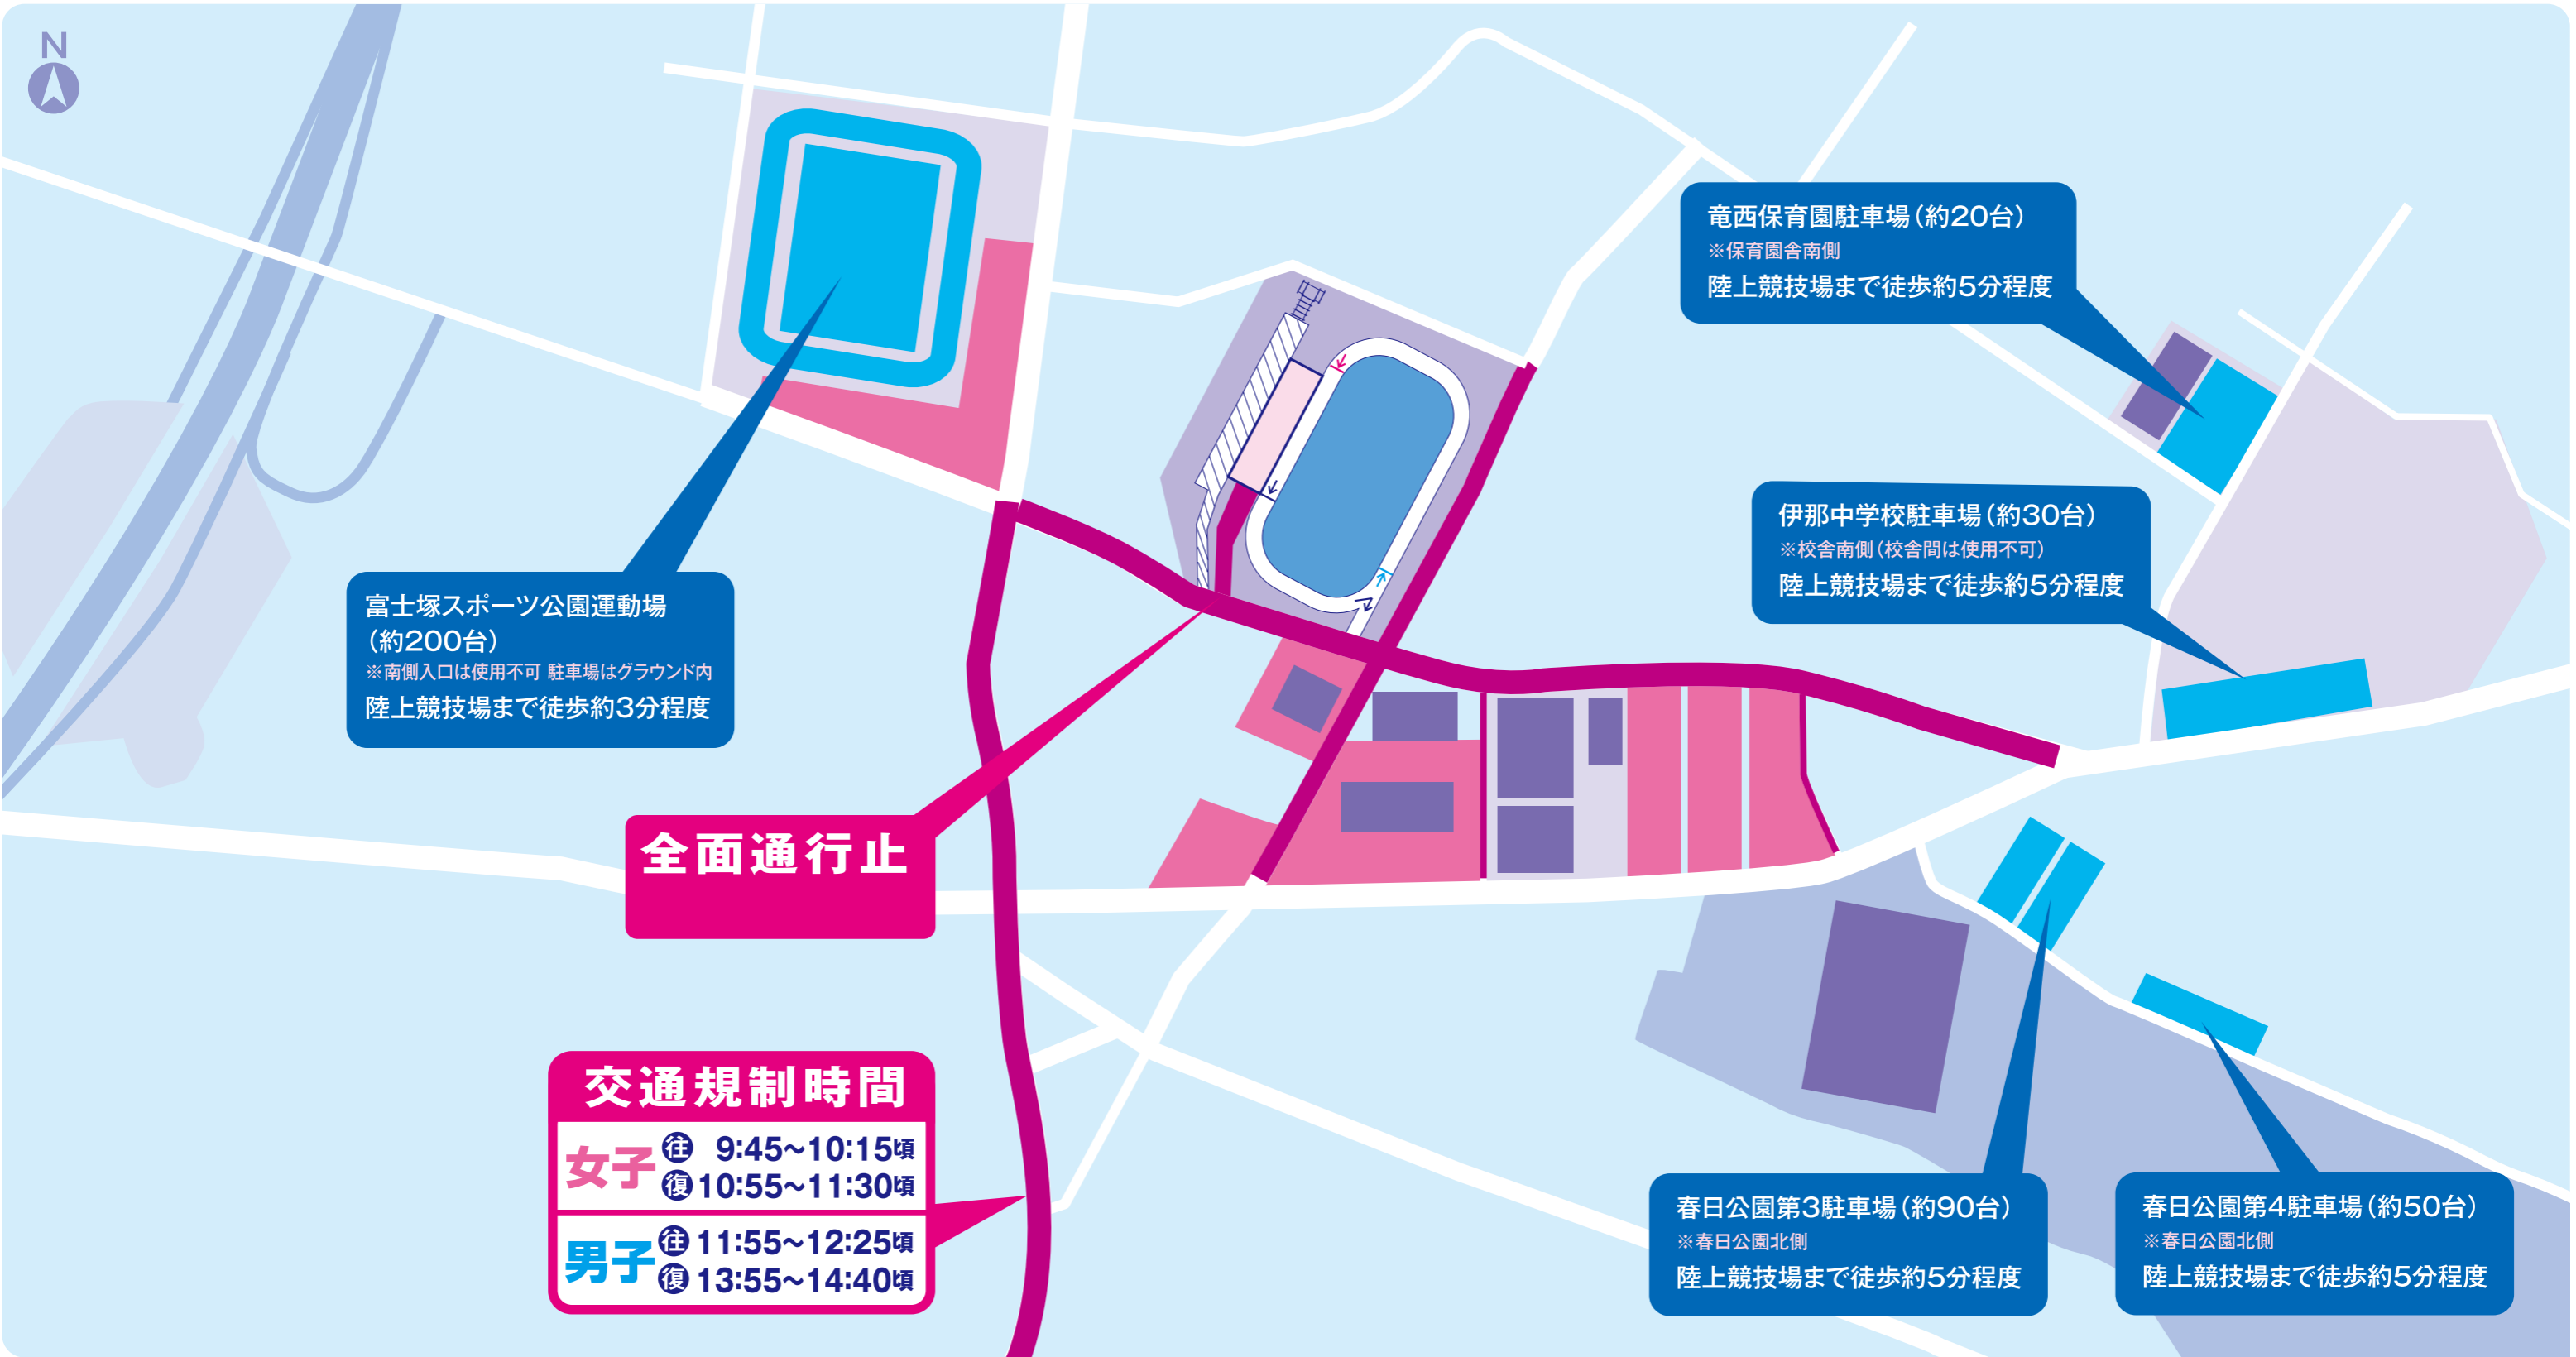 N
竜西保育園駐車場（約20台）
※保育園舎南側
陸上競技場まで徒歩約5分程度
伊那中学校駐車場（約30台）
※校舎南側（校舎間は使用不可）
陸上競技場まで徒歩約5分程度
富士塚スポーツ公園運動場
（約200台）
※南側入口は使用不可 駐車場はグラウンド内
陸上競技場まで徒歩約3分程度
全面通行止
交通規制時間
女子 往 9:45〜10:15頃
復 10:55〜11:30頃
男子 往 11:55〜12:25頃
復 13:55〜14:40頃
春日公園第3駐車場（約90台）
※春日公園北側
陸上競技場まで徒歩約5分程度
春日公園第4駐車場（約50台）
※春日公園北側
陸上競技場まで徒歩約5分程度